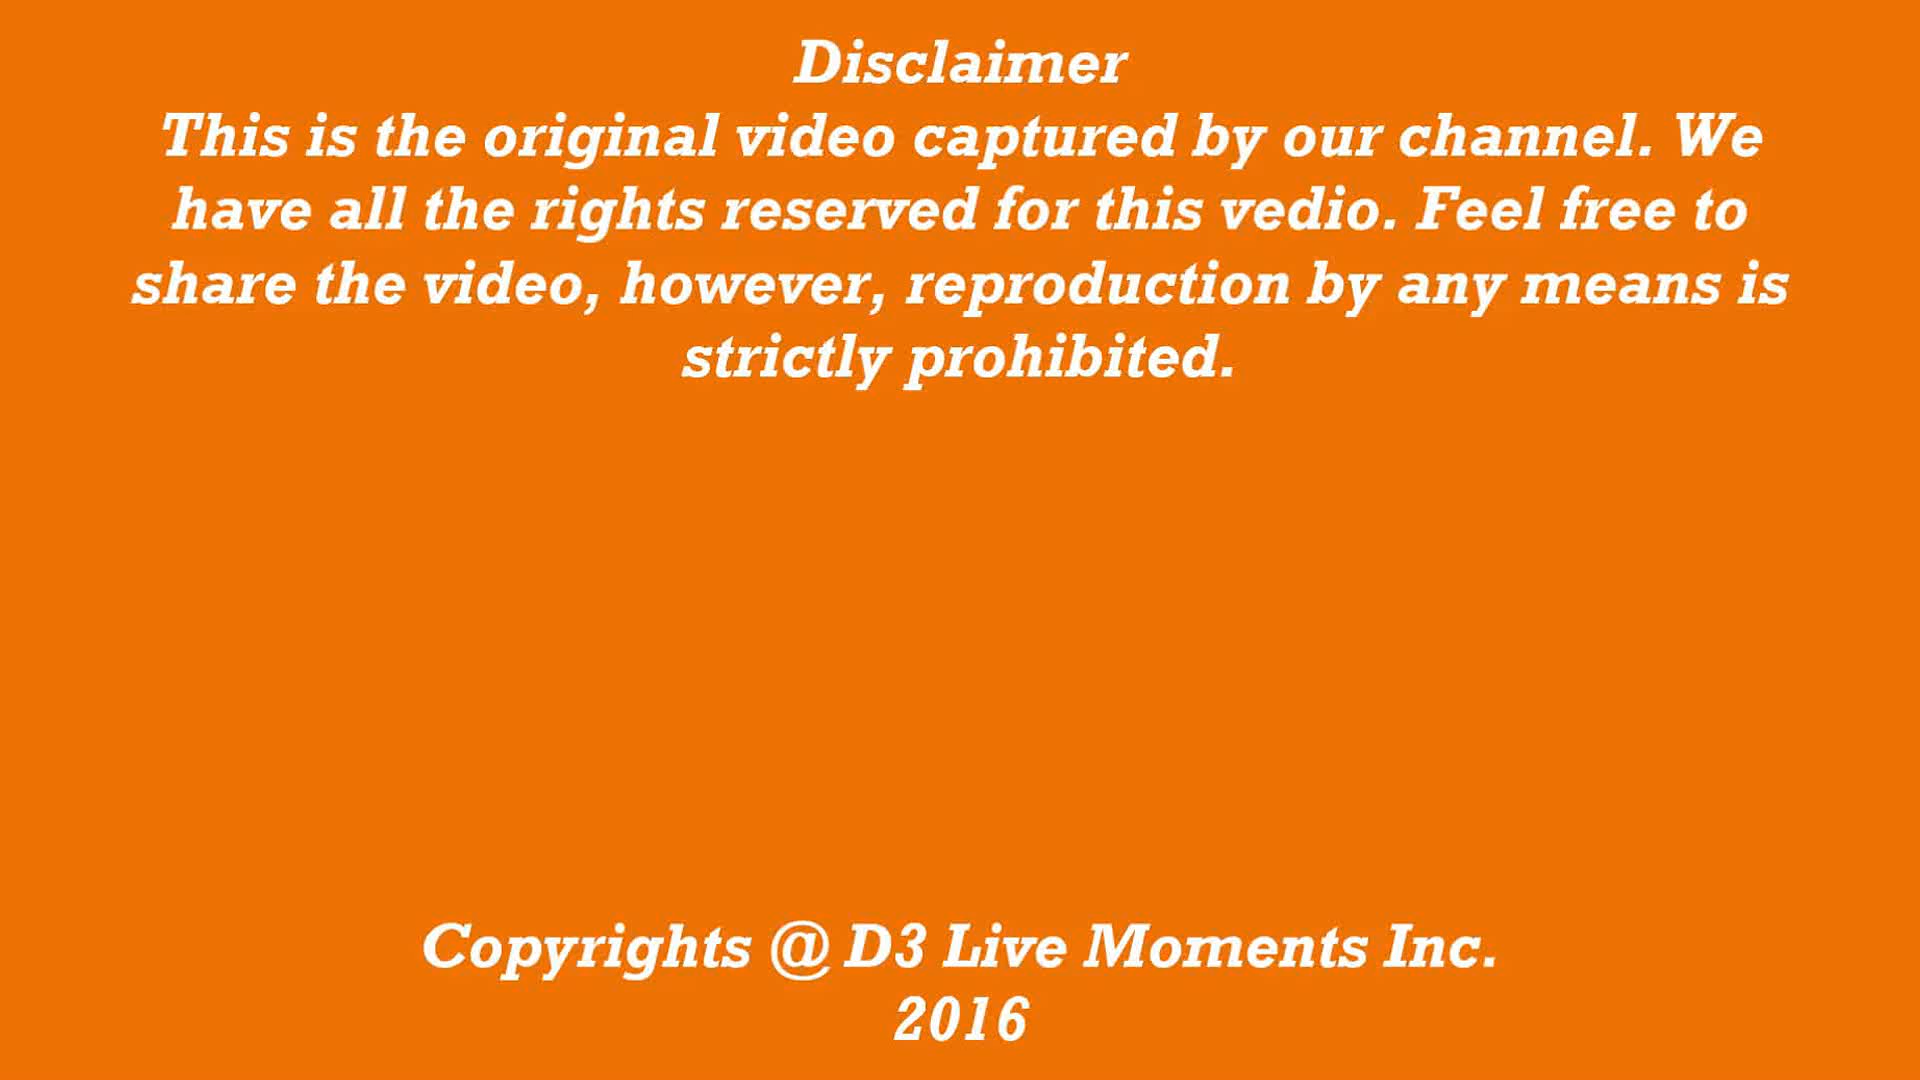 Disclaimer
This is the original video captured by our channel. We
have all the rights reserved for this vedio. Feel free to
share the video, however, reproduction by any means is
strictly prohibited.
Copyrights @ D3 Live Moments Inc.
2016